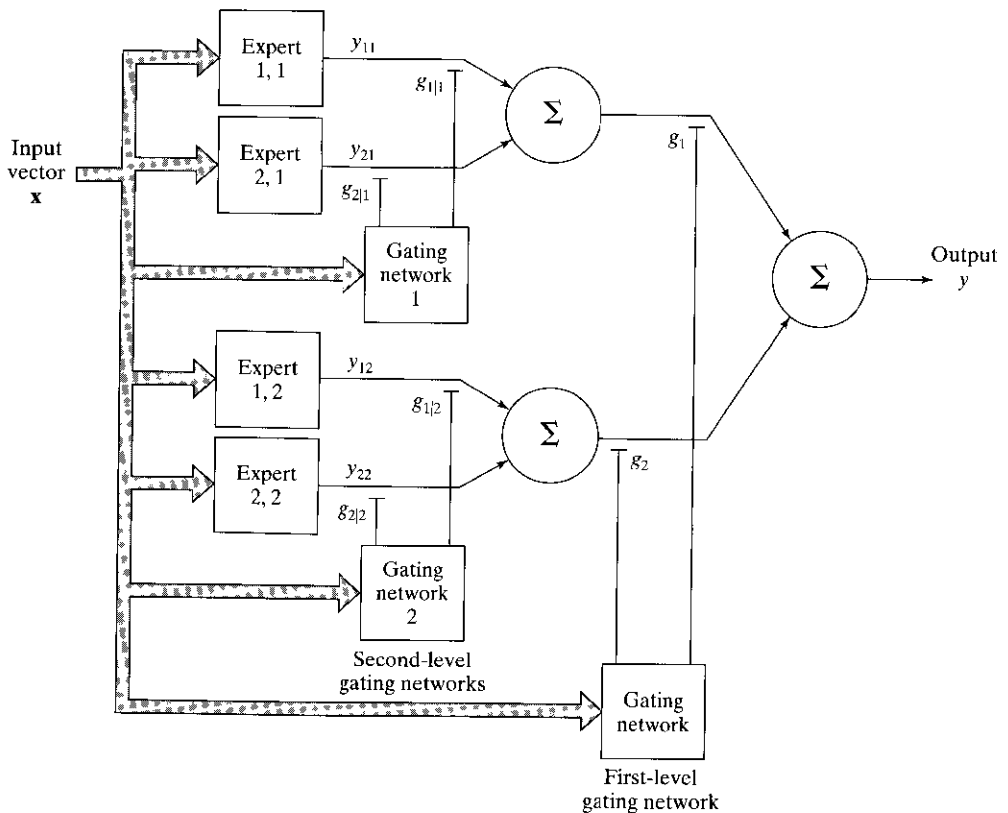 Expert
1, 1
y₁₁
g₁|₁
Σ
Input
vector
x
Expert
2, 1
y₂₁
g₂|₁
g₁
Gating
network
1
Σ
Output
y
Expert
1, 2
y₁₂
g₁|₂
Σ
Expert
2, 2
y₂₂
g₂|₂
g₂
Gating
network
2
Second-level
gating networks
Gating
network
First-level
gating network